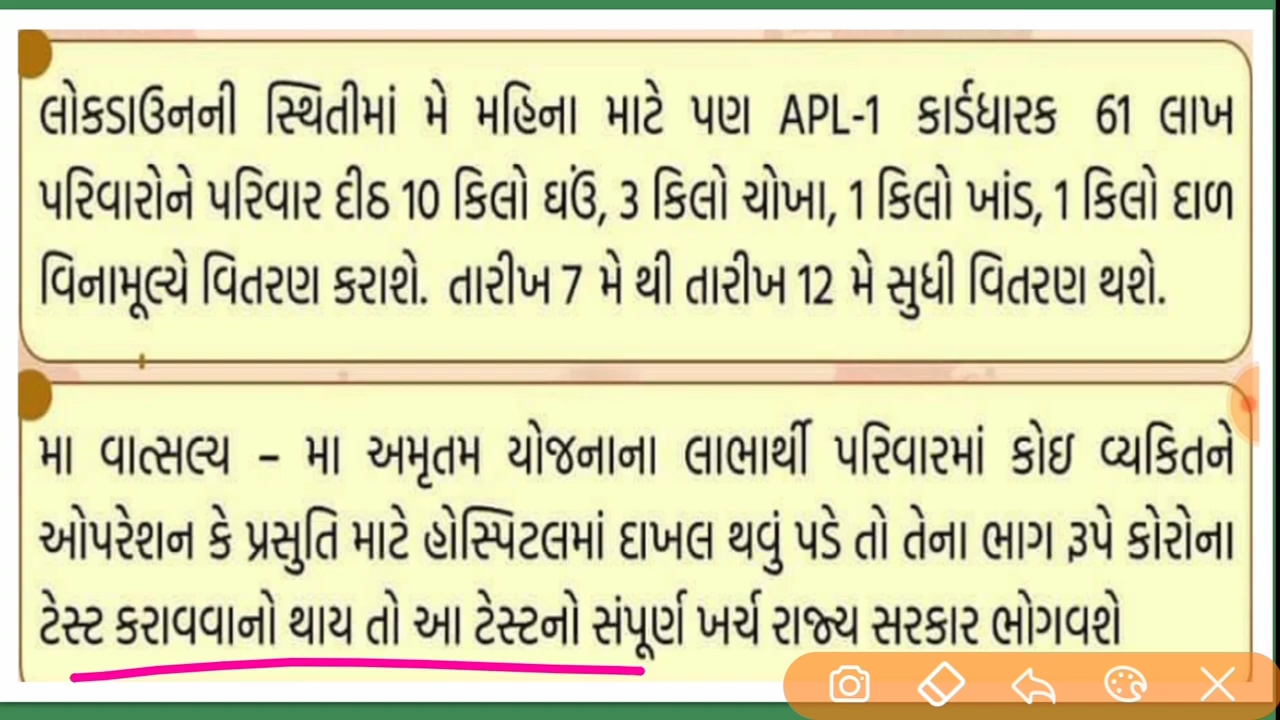 લોકડાઉનની સ્થિતીમાં મે મહિના માટે પણ APL-1 કાર્ડધારક 61 લાખ
પરિવારોને પરિવાર દીઠ 10 કિલો ઘઉં, 3 કિલો ચોખા, 1 કિલો ખાંડ, 1 કિલો દાળ
વિનામૂલ્યે વિતરણ કરાશે. તારીખ 7 મે થી તારીખ 12 મે સુધી વિતરણ થશે.
મા વાત્સલ્ય – મા અમૃતમ યોજનાના લાભાર્થી પરિવારમાં કોઇ વ્યકિતને
ઓપરેશન કે પ્રસુતિ માટે હોસ્પિટલમાં દાખલ થવું પડે તો તેના ભાગ રૂપે કોરોના
ટેસ્ટ કરાવવાનો થાય તો આ ટેસ્ટનો સંપૂર્ણ ખર્ચ રાજ્ય સરકાર ભોગવશે